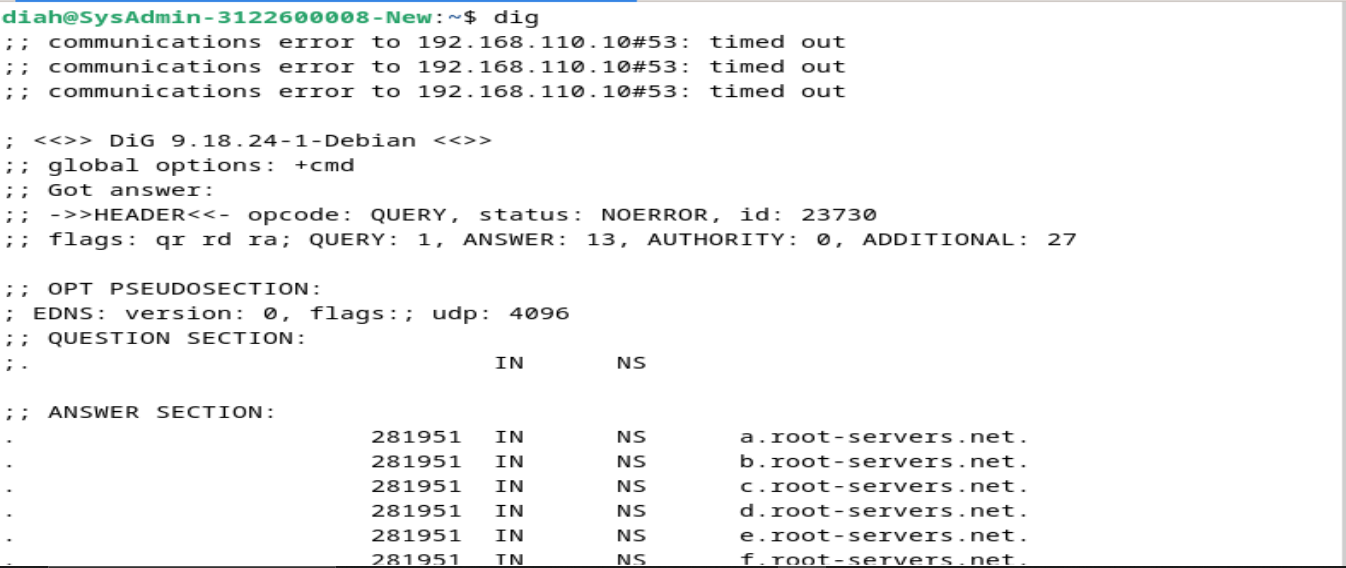 diah@SysAdmin-3122600008-New:~$ dig
;; communications error to 192.168.110.10#53: timed out
;; communications error to 192.168.110.10#53: timed out
;; communications error to 192.168.110.10#53: timed out
; <<>> DiG 9.18.24-1-Debian <<>>
;; global options: +cmd
;; Got answer:
;; ->>HEADER<<- opcode: QUERY, status: NOERROR, id: 23730
;; flags: qr rd ra; QUERY: 1, ANSWER: 13, AUTHORITY: 0, ADDITIONAL: 27
;; OPT PSEUDOSECTION:
; EDNS: version: 0, flags:; udp: 4096
;; QUESTION SECTION:
;. IN NS
;; ANSWER SECTION:
. 281951 IN NS a.root-servers.net.
. 281951 IN NS b.root-servers.net.
. 281951 IN NS c.root-servers.net.
. 281951 IN NS d.root-servers.net.
. 281951 IN NS e.root-servers.net.
. 281951 IN NS f.root-servers.net.